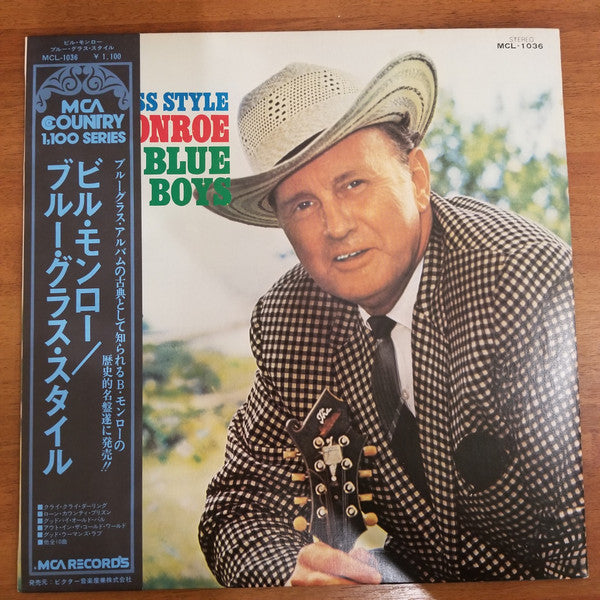 ビル・モンロー
ブルー・グラス・スタイル
MCL-1036 ¥1,100
MCA
COUNTRY
1,100 SERIES
ブルーグラス・アルバムの古典として知られるB・モンローの
歴史的名盤遂に発売!!
ビル・モンロー/
ブルー・グラス・スタイル
■クライ・クライ・ダーリング
■ローン・カウンティ・プリズン
■グッド・バイ・オールド・パル
■アウト・イン・ザ・コールド・ワールド
■グッド・ウーマンズ・ラブ
■他全10曲
MCA RECORDS
発売元:ビクター音楽産業株式会社
STEREO
MCL-1036
SS STYLE
ONROE
BLUE
BOYS